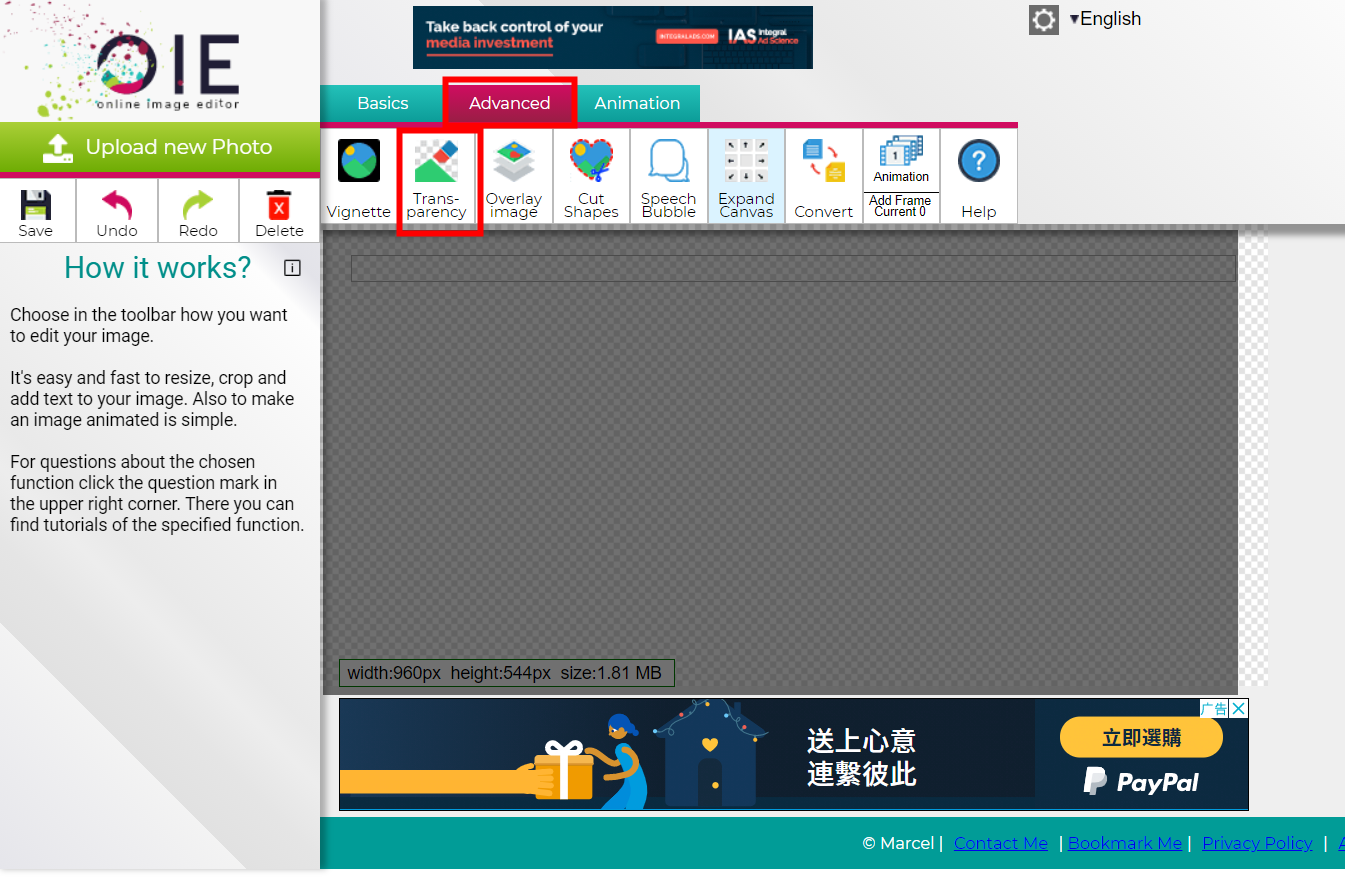 OIE
online image editor
Take back control of your
media investment
INTEGRALADS.COM
IAS Integral
Ad Science
▾English
Basics
Advanced
Animation
Upload new Photo
Save
Undo
Redo
Delete
Vignette
Trans-
parency
Overlay
image
Cut
Shapes
Speech
Bubble
Expand
Canvas
Convert
1
Animation
Add Frame
Current 0
?
Help
How it works?
i
Choose in the toolbar how you want
to edit your image.
It's easy and fast to resize, crop and
add text to your image. Also to make
an image animated is simple.
For questions about the chosen
function click the question mark in
the upper right corner. There you can
find tutorials of the specified function.
width:960px height:544px size:1.81 MB
广告
送上心意
連繫彼此
立即選購
PayPal
© Marcel | Contact Me | Bookmark Me | Privacy Policy |